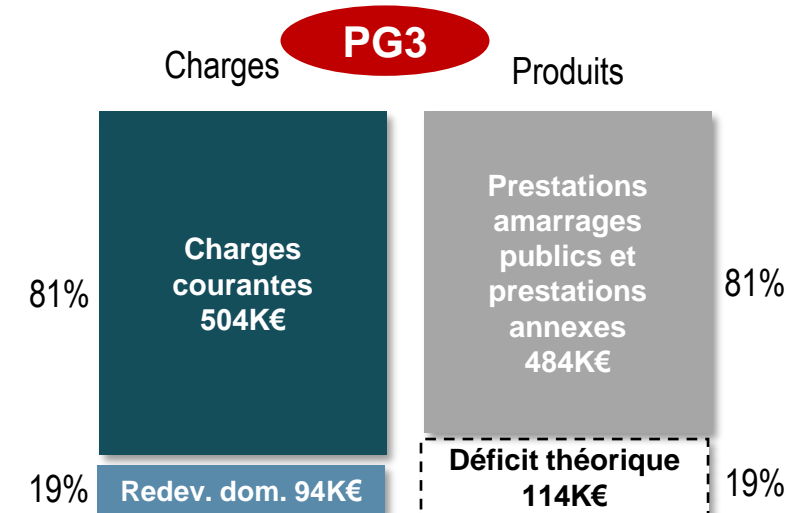 PG3
Charges
Produits
81%
Charges
courantes
504K€
Prestations
amarrages
publics et
prestations
annexes
484K€
81%
19%
Redev. dom. 94K€
Déficit théorique
114K€
19%